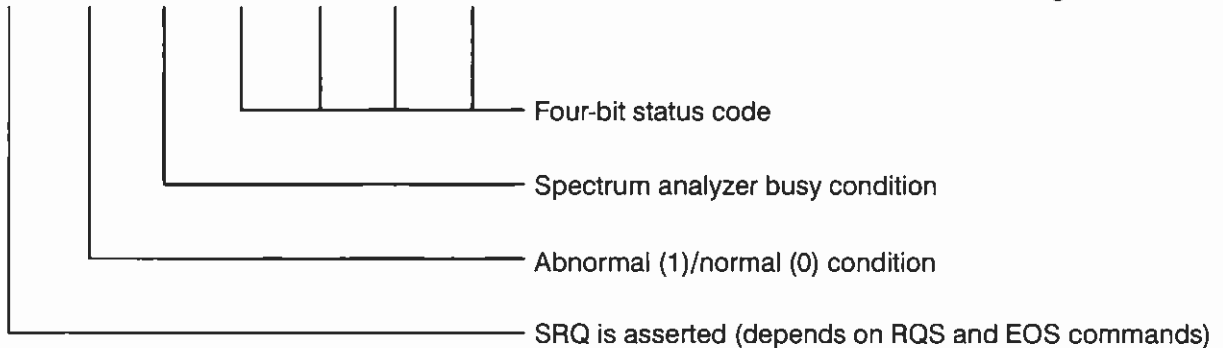 Four-bit status code
Spectrum analyzer busy condition
Abnormal (1)/normal (0) condition
SRQ is asserted (depends on RQS and EOS commands)